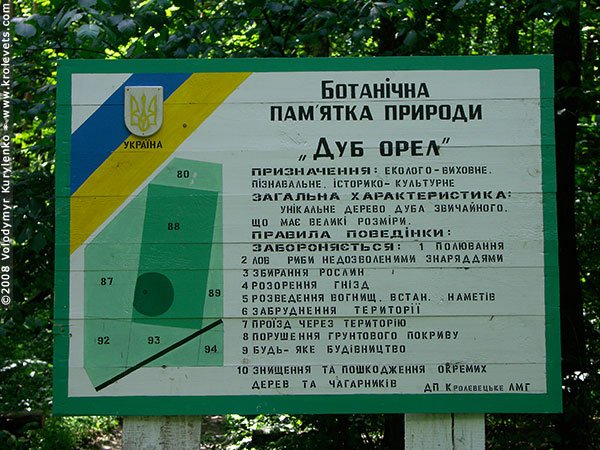 Ботанічна
пам'ятка природи
„Дуб орел"
УКРАЇНА
Призначення: еколого-виховне,
пізнавальне, історико-культурне
Загальна характеристика:
унікальне дерево дуба звичайного,
що має великі розміри.
Правила поведінки:
Забороняється: 1 полювання
2 лов риби недозволеними знаряддями
3 збирання рослин
4 розорення гнізд
5 розведення вогнищ, встан. наметів
6 забруднення території
7 проїзд через територію
8 порушення грунтового покриву
9 будь-яке будівництво
10 знищення та пошкодження окремих
дерев та чагарників ДП Кролевецьке ЛМГ
80
88
87
89
92 93 94
©2008 Volodymyr Kurylenko • www.krolevets.com